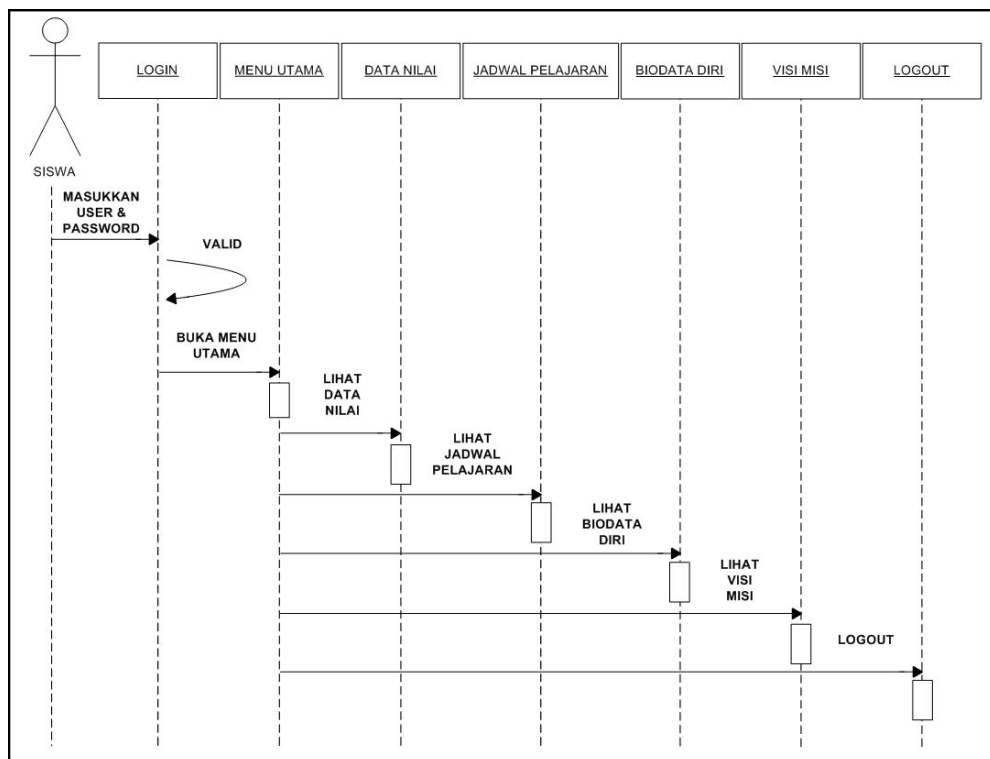 LOGIN
MENU UTAMA
DATA NILAI
JADWAL PELAJARAN
BIODATA DIRI
VISI MISI
LOGOUT
SISWA
MASUKKAN
USER &
PASSWORD
VALID
BUKA MENU
UTAMA
LIHAT
DATA
NILAI
LIHAT
JADWAL
PELAJARAN
LIHAT
BIODATA
DIRI
LIHAT
VISI
MISI
LOGOUT